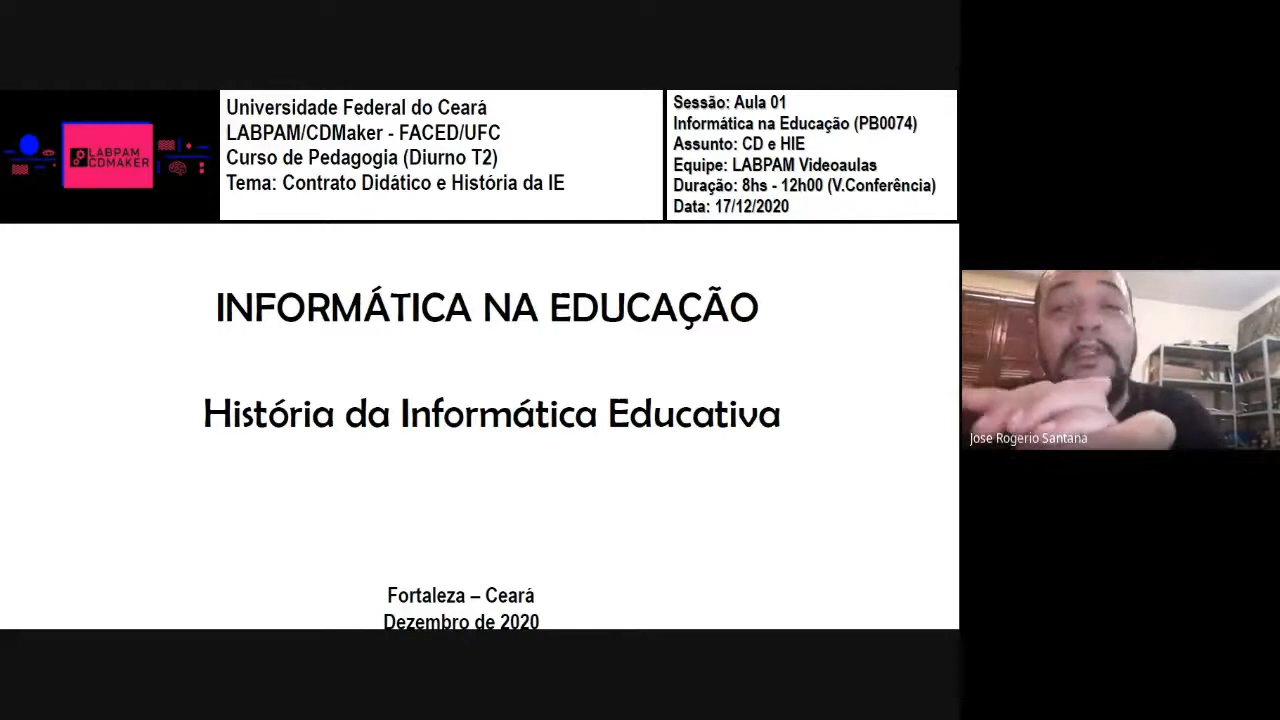 LABPAM
CDMAKER
Universidade Federal do Ceará
LABPAM/CDMaker - FACED/UFC
Curso de Pedagogia (Diurno T2)
Tema: Contrato Didático e História da IE
Sessão: Aula 01
Informática na Educação (PB0074)
Assunto: CD e HIE
Equipe: LABPAM Videoaulas
Duração: 8hs - 12h00 (V.Conferência)
Data: 17/12/2020
INFORMÁTICA NA EDUCAÇÃO
História da Informática Educativa
Jose Rogerio Santana
Fortaleza – Ceará
Dezembro de 2020